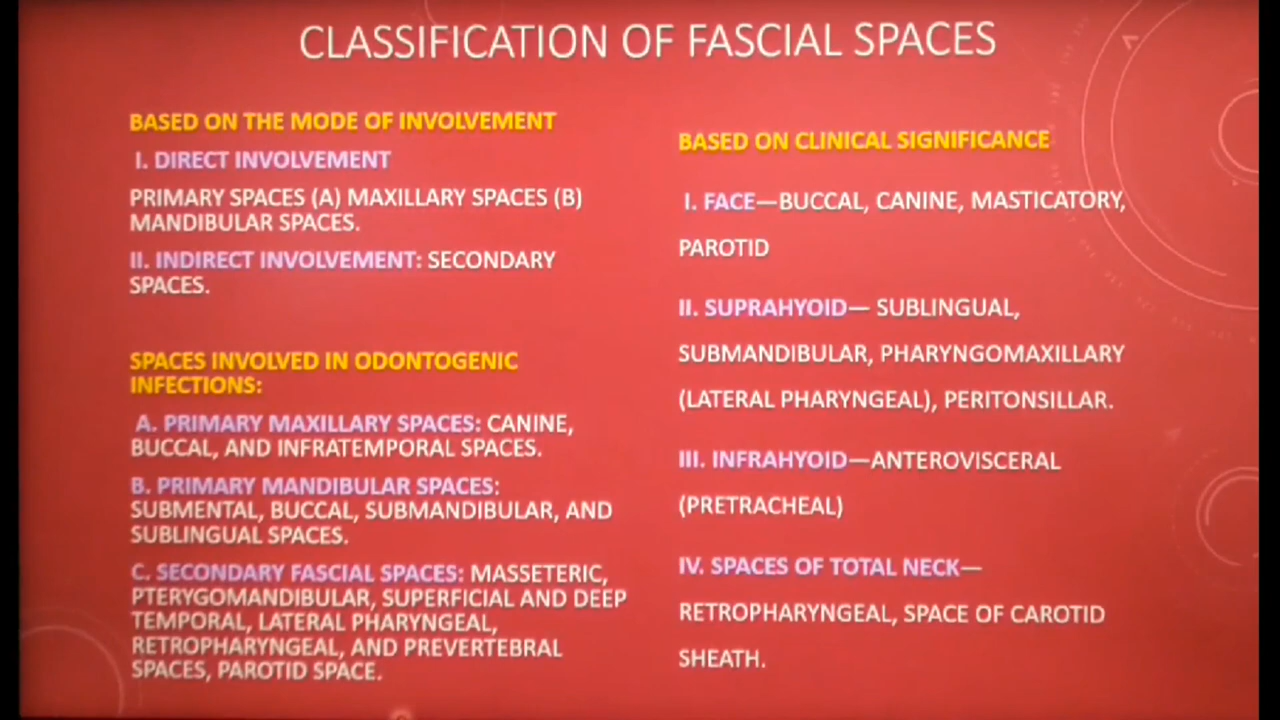 CLASSIFICATION OF FASCIAL SPACES
BASED ON THE MODE OF INVOLVEMENT
I. DIRECT INVOLVEMENT
PRIMARY SPACES (A) MAXILLARY SPACES (B)
MANDIBULAR SPACES.
II. INDIRECT INVOLVEMENT: SECONDARY
SPACES.
SPACES INVOLVED IN ODONTOGENIC
INFECTIONS:
A. PRIMARY MAXILLARY SPACES: CANINE,
BUCCAL, AND INFRATEMPORAL SPACES.
B. PRIMARY MANDIBULAR SPACES:
SUBMENTAL, BUCCAL, SUBMANDIBULAR, AND
SUBLINGUAL SPACES.
C. SECONDARY FASCIAL SPACES: MASSETERIC,
PTERYGOMANDIBULAR, SUPERFICIAL AND DEEP
TEMPORAL, LATERAL PHARYNGEAL,
RETROPHARYNGEAL, AND PREVERTEBRAL
SPACES, PAROTID SPACE.
BASED ON CLINICAL SIGNIFICANCE
I. FACE—BUCCAL, CANINE, MASTICATORY,
PAROTID
II. SUPRAHYOID— SUBLINGUAL,
SUBMANDIBULAR, PHARYNGOMAXILLARY
(LATERAL PHARYNGEAL), PERITONSILLAR.
III. INFRAHYOID—ANTEROVISCERAL
(PRETRACHEAL)
IV. SPACES OF TOTAL NECK—
RETROPHARYNGEAL, SPACE OF CAROTID
SHEATH.